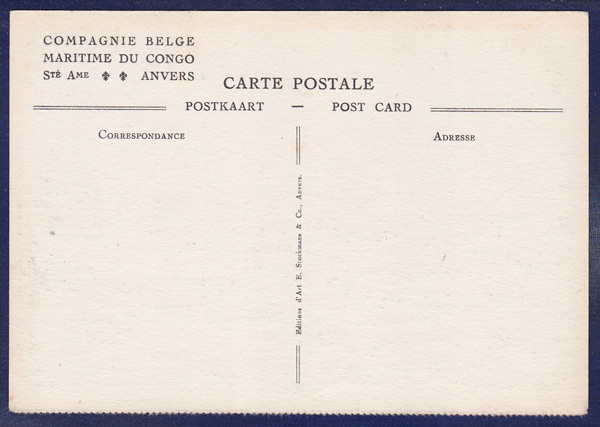 COMPAGNIE BELGE
MARITIME DU CONGO
STÉ AME ⚜ ⚜ ANVERS
CARTE POSTALE
POSTKAART — POST CARD
CORRESPONDANCE
ADRESSE
Editions d'Art E. Stockmans & Co., Anvers.